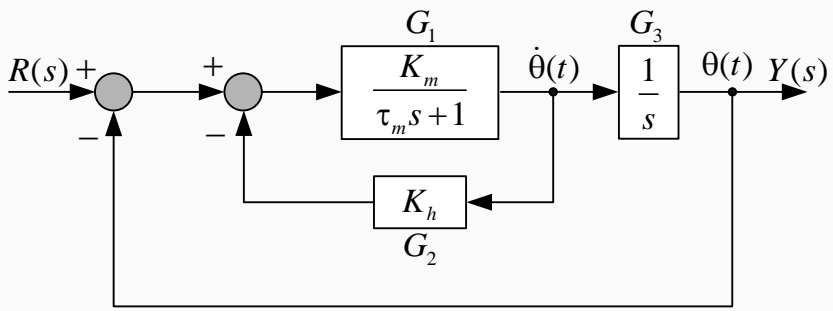 G₁ G₃
R(s) + + K_m / (τ_m s + 1) θ̇(t) 1/s θ(t) Y(s)
− −
K_h
G₂